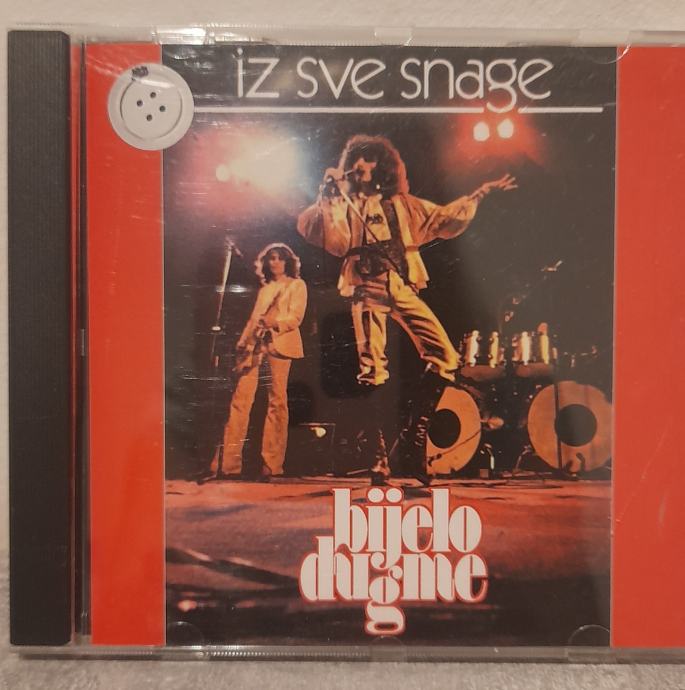 iz sve snage
bijelo
dugme